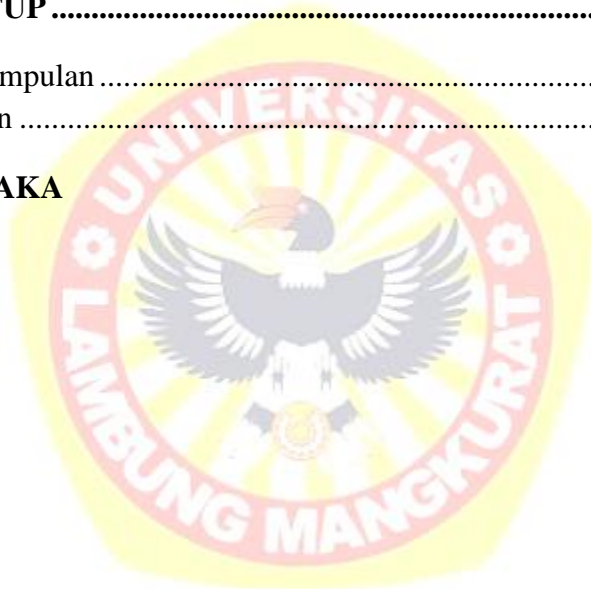 TUP ..........................................................................
mpulan ..................................................................
n ............................................................................
AKA
UNIVERSITAS
LAMBUNG MANGKURAT